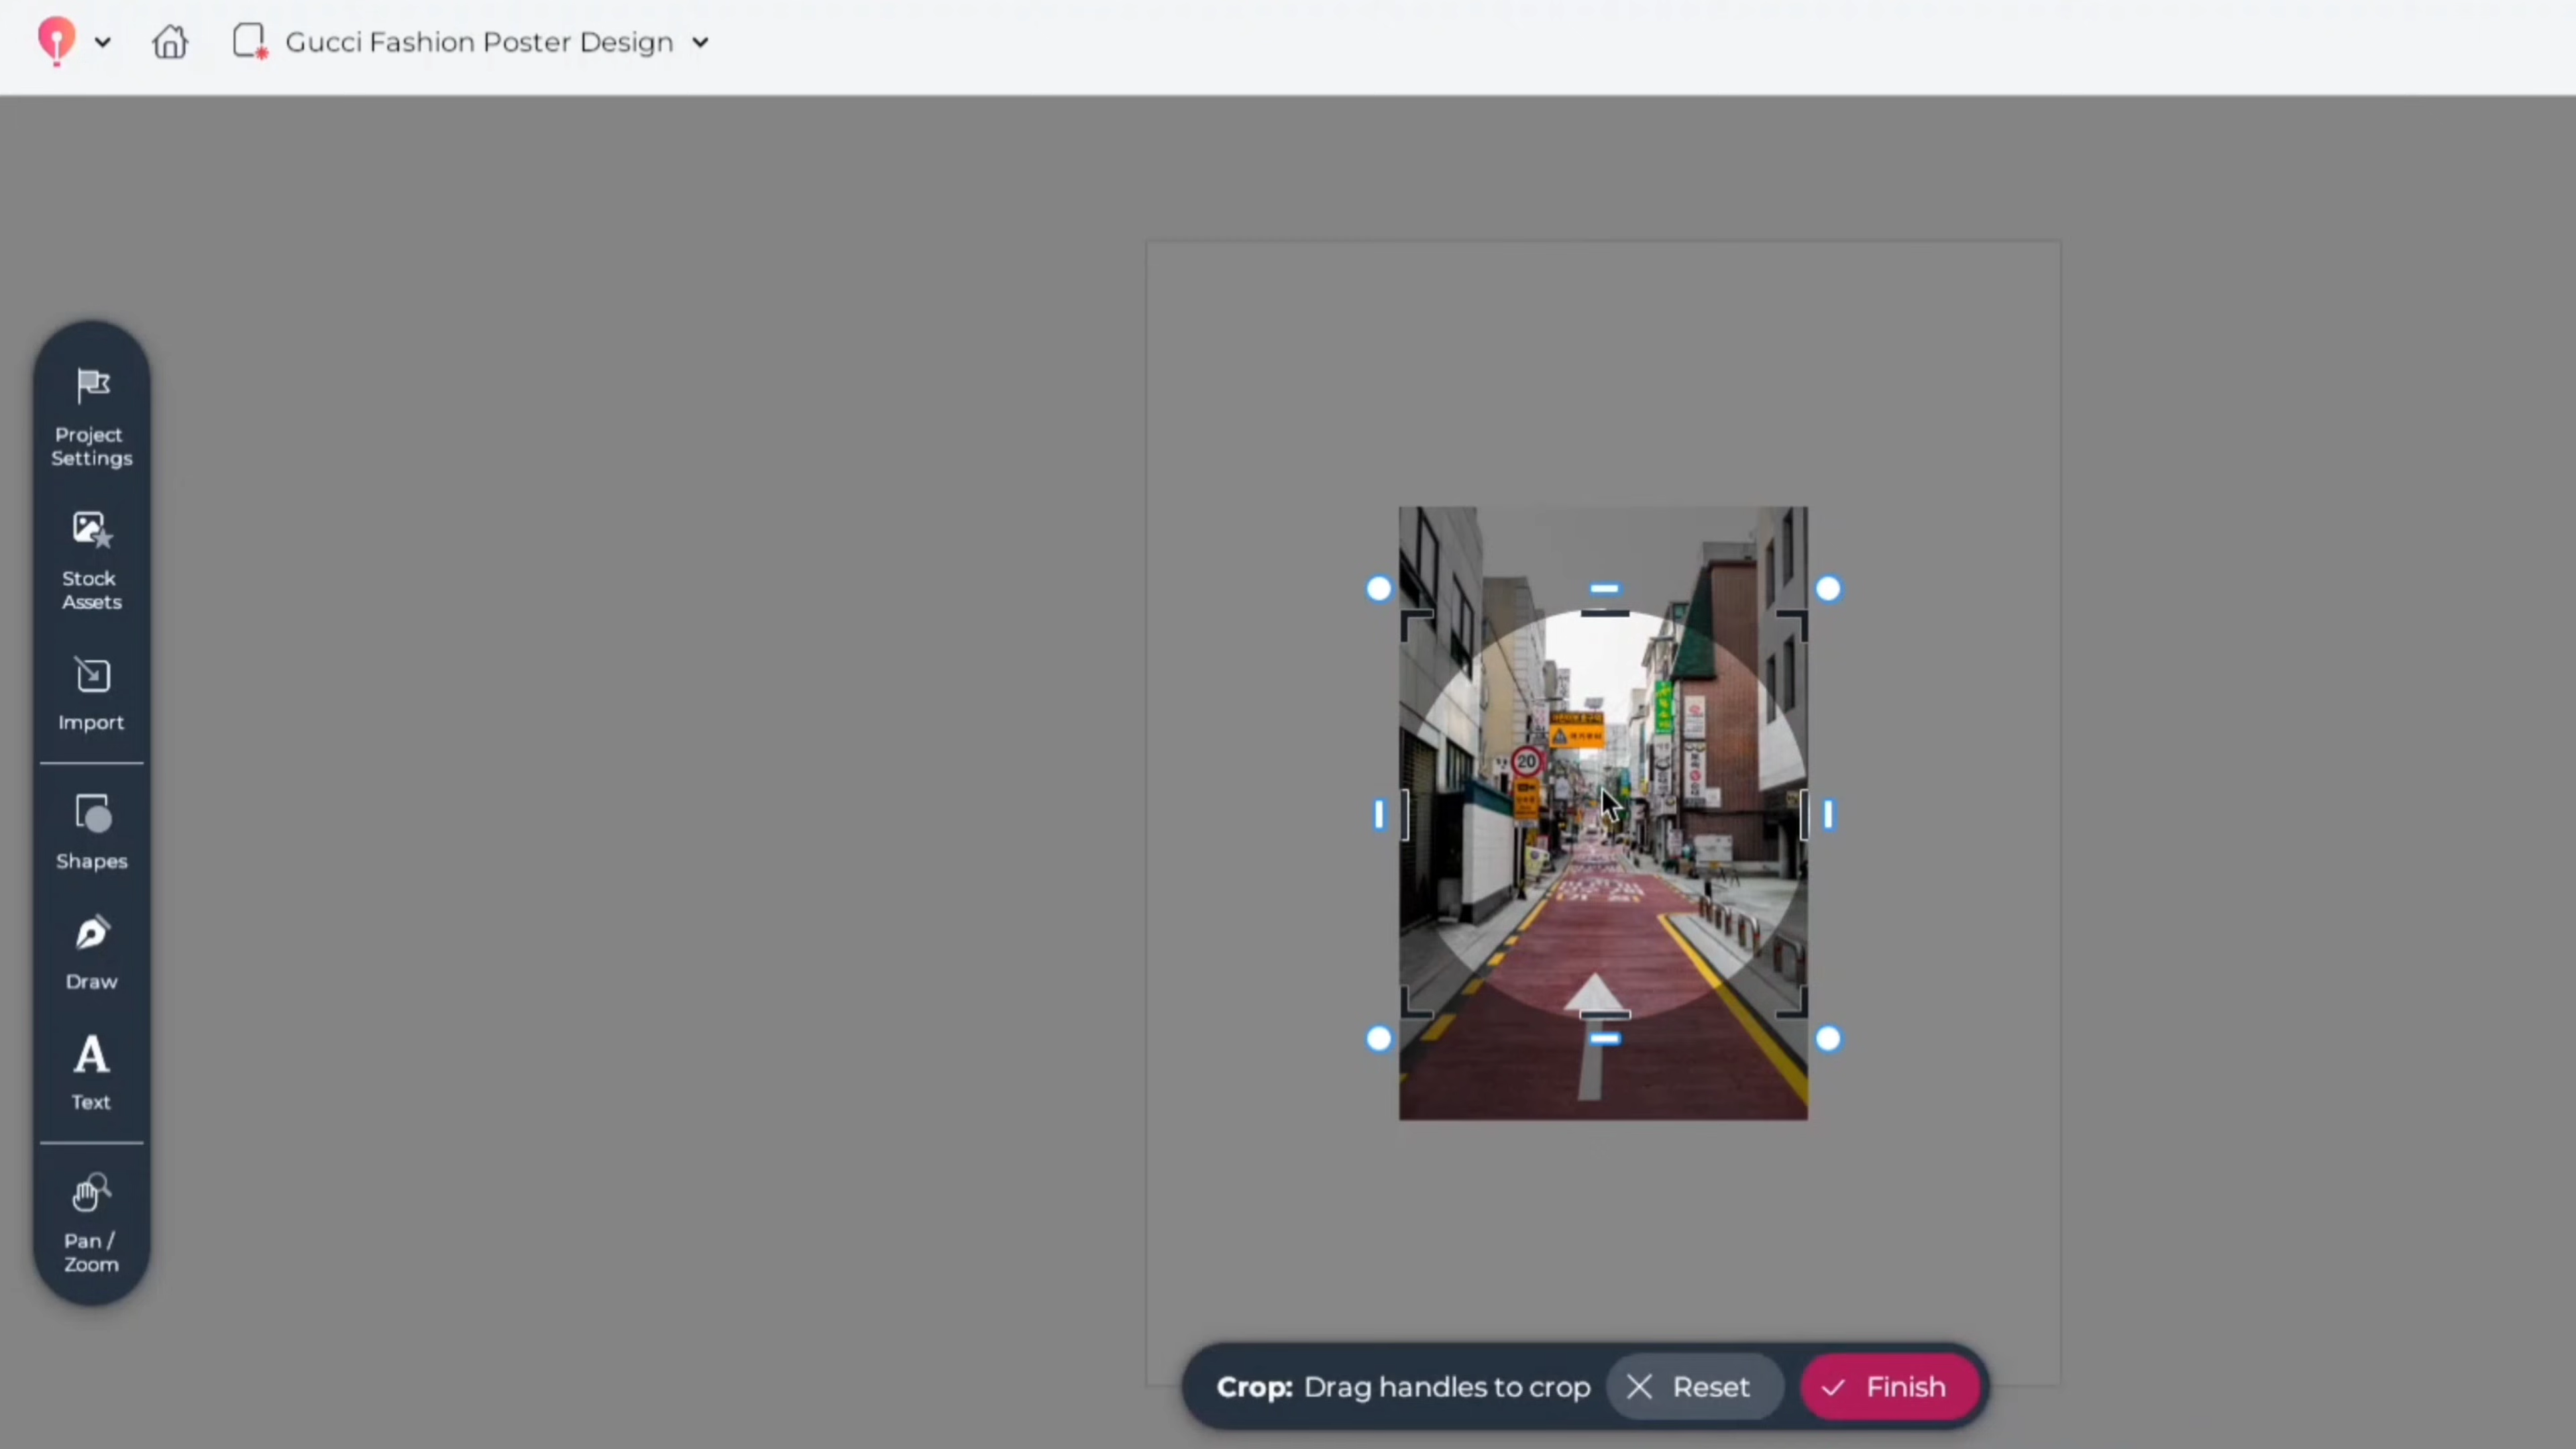 Gucci Fashion Poster Design
Project
Settings
Stock
Assets
Import
Shapes
Draw
A
Text
Pan /
Zoom
20
Crop: Drag handles to crop
Reset
Finish